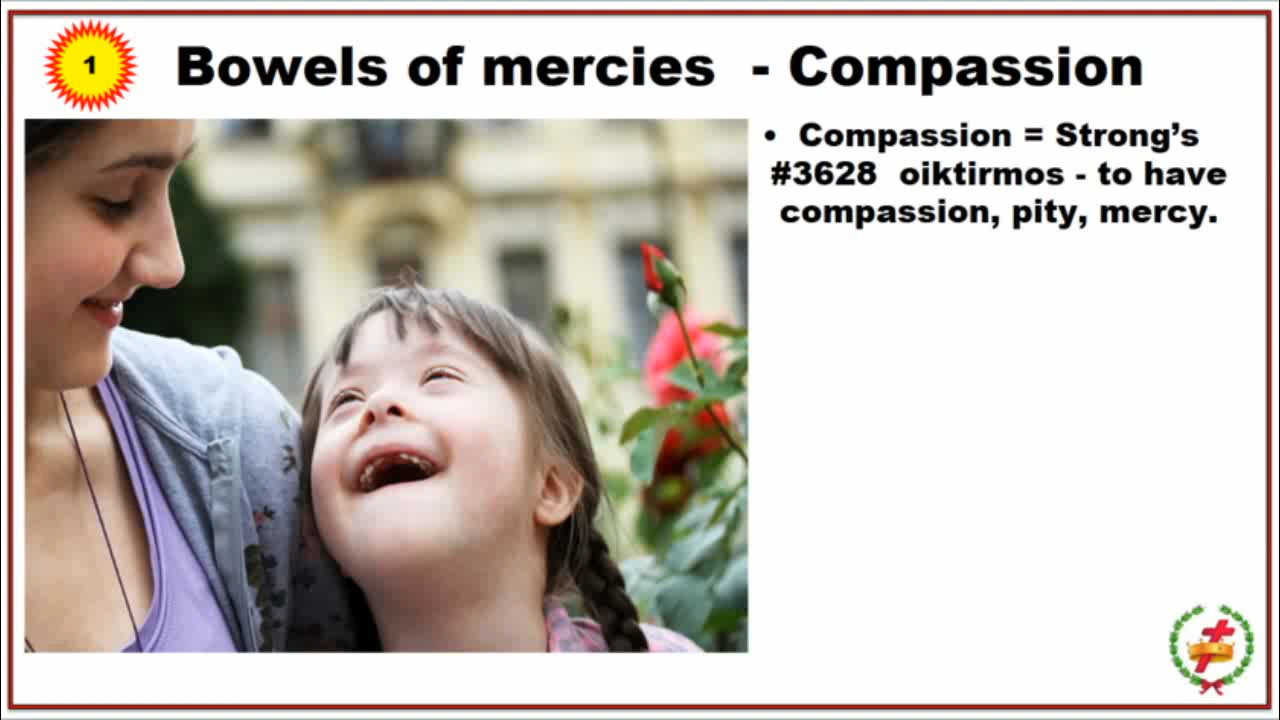 1
Bowels of mercies - Compassion
• Compassion = Strong’s
#3628 oiktirmos - to have
compassion, pity, mercy.